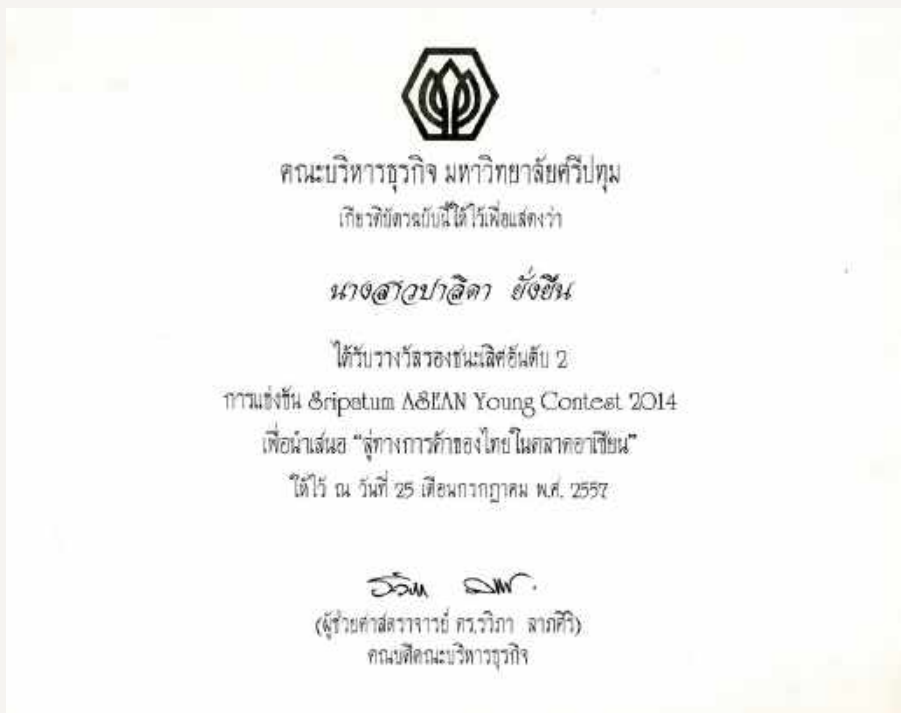 คณะบริหารธุรกิจ มหาวิทยาลัยศรีปทุม
เกียรติบัตรฉบับนี้ให้ไว้เพื่อแสดงว่า
นางสาวปาลิตา ยั่งยืน
ได้รับรางวัลรองชนะเลิศอันดับ 2
การแข่งขัน Sripatum ASEAN Young Contest 2014
เพื่อนำเสนอ “สู่ทางการค้าของไทยในตลาดอาเซียน”
ให้ไว้ ณ วันที่ 25 เดือนกรกฎาคม พ.ศ. 2557
(ผู้ช่วยศาสตราจารย์ ดร.รวิภา ลาภศิริ)
คณบดีคณะบริหารธุรกิจ